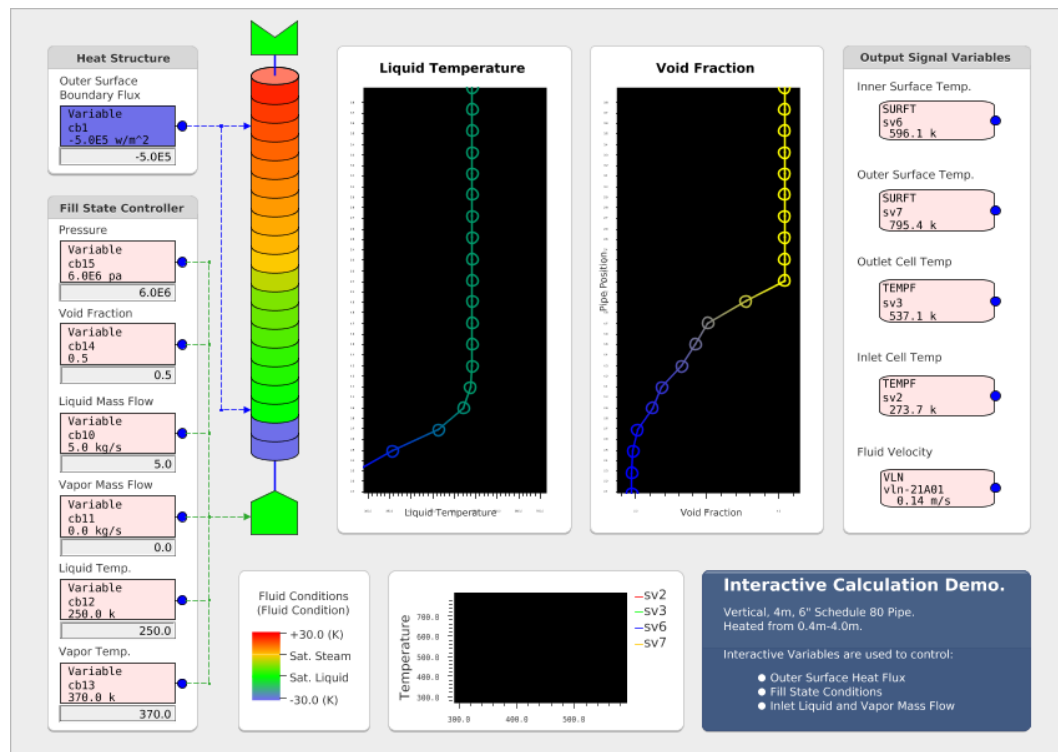 Heat Structure
Outer Surface
Boundary Flux
Variable
cb1
-5.0E5 w/m^2
-5.0E5
Fill State Controller
Pressure
Variable
cb15
6.0E6 pa
6.0E6
Void Fraction
Variable
cb14
0.5
0.5
Liquid Mass Flow
Variable
cb10
5.0 kg/s
5.0
Vapor Mass Flow
Variable
cb11
0.0 kg/s
0.0
Liquid Temp.
Variable
cb12
250.0 k
250.0
Vapor Temp.
Variable
cb13
370.0 k
370.0
Liquid Temperature
Liquid Temperature
Void Fraction
Pipe Position
Void Fraction
Output Signal Variables
Inner Surface Temp.
SURFT
sv6
596.1 k
Outer Surface Temp.
SURFT
sv7
795.4 k
Outlet Cell Temp
TEMPF
sv3
537.1 k
Inlet Cell Temp
TEMPF
sv2
273.7 k
Fluid Velocity
VLN
vln-21A01
0.14 m/s
Fluid Conditions
(Fluid Condition)
+30.0 (K)
Sat. Steam
Sat. Liquid
-30.0 (K)
Temperature
700.0
600.0
500.0
400.0
300.0
300.0 400.0 500.0
sv2
sv3
sv6
sv7
Interactive Calculation Demo.
Vertical, 4m, 6" Schedule 80 Pipe.
Heated from 0.4m-4.0m.
Interactive Variables are used to control:
● Outer Surface Heat Flux
● Fill State Conditions
● Inlet Liquid and Vapor Mass Flow